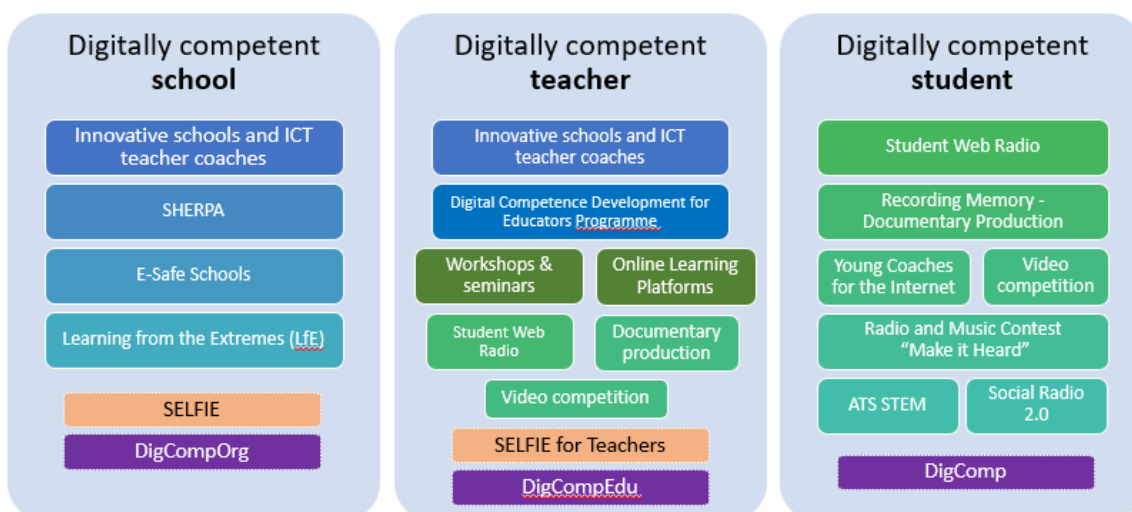 Digitally competent
school
Innovative schools and ICT
teacher coaches
SHERPA
E-Safe Schools
Learning from the Extremes (LfE)
SELFIE
DigCompOrg
Digitally competent
teacher
Innovative schools and ICT
teacher coaches
Digital Competence Development for
Educators Programme
Workshops &
seminars
Online Learning
Platforms
Student Web
Radio
Documentary
production
Video competition
SELFIE for Teachers
DigCompEdu
Digitally competent
student
Student Web Radio
Recording Memory -
Documentary Production
Young Coaches
for the Internet
Video
competition
Radio and Music Contest
“Make it Heard”
ATS STEM
Social Radio
2.0
DigComp